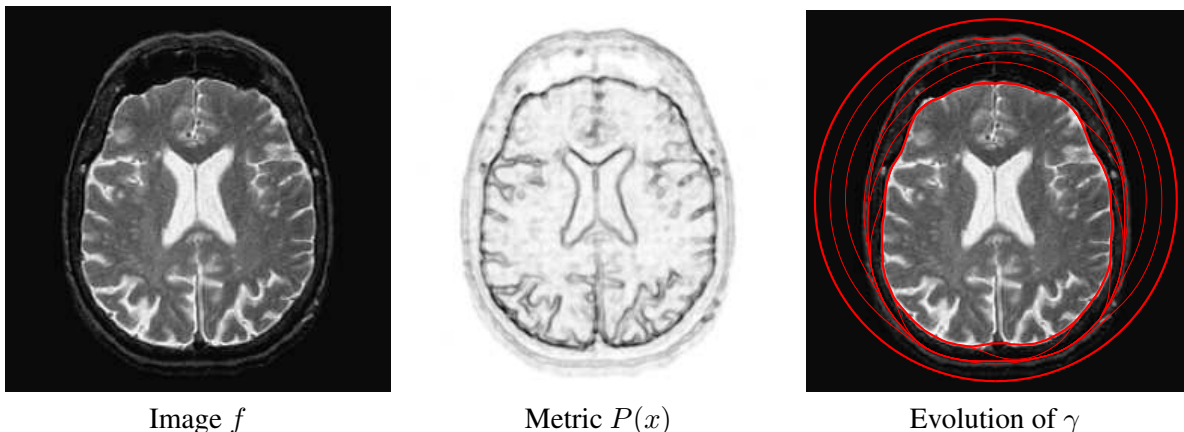 Image f
Metric P(x)
Evolution of γ